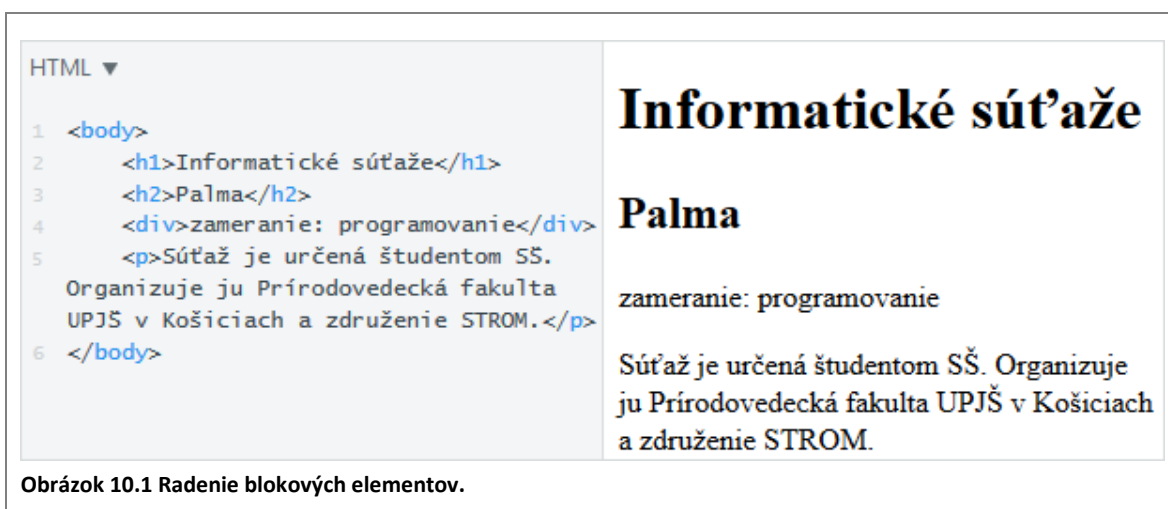 HTML ▼
1 <body>
2 <h1>Informatické súťaže</h1>
3 <h2>Palma</h2>
4 <div>zameranie: programovanie</div>
5 <p>Súťaž je určená študentom SŠ.
Organizuje ju Prírodovedecká fakulta
UPJŠ v Košiciach a združenie STROM.</p>
6 </body>
Informatické súťaže
Palma
zameranie: programovanie
Súťaž je určená študentom SŠ. Organizuje
ju Prírodovedecká fakulta UPJŠ v Košiciach
a združenie STROM.
Obrázok 10.1 Radenie blokových elementov.